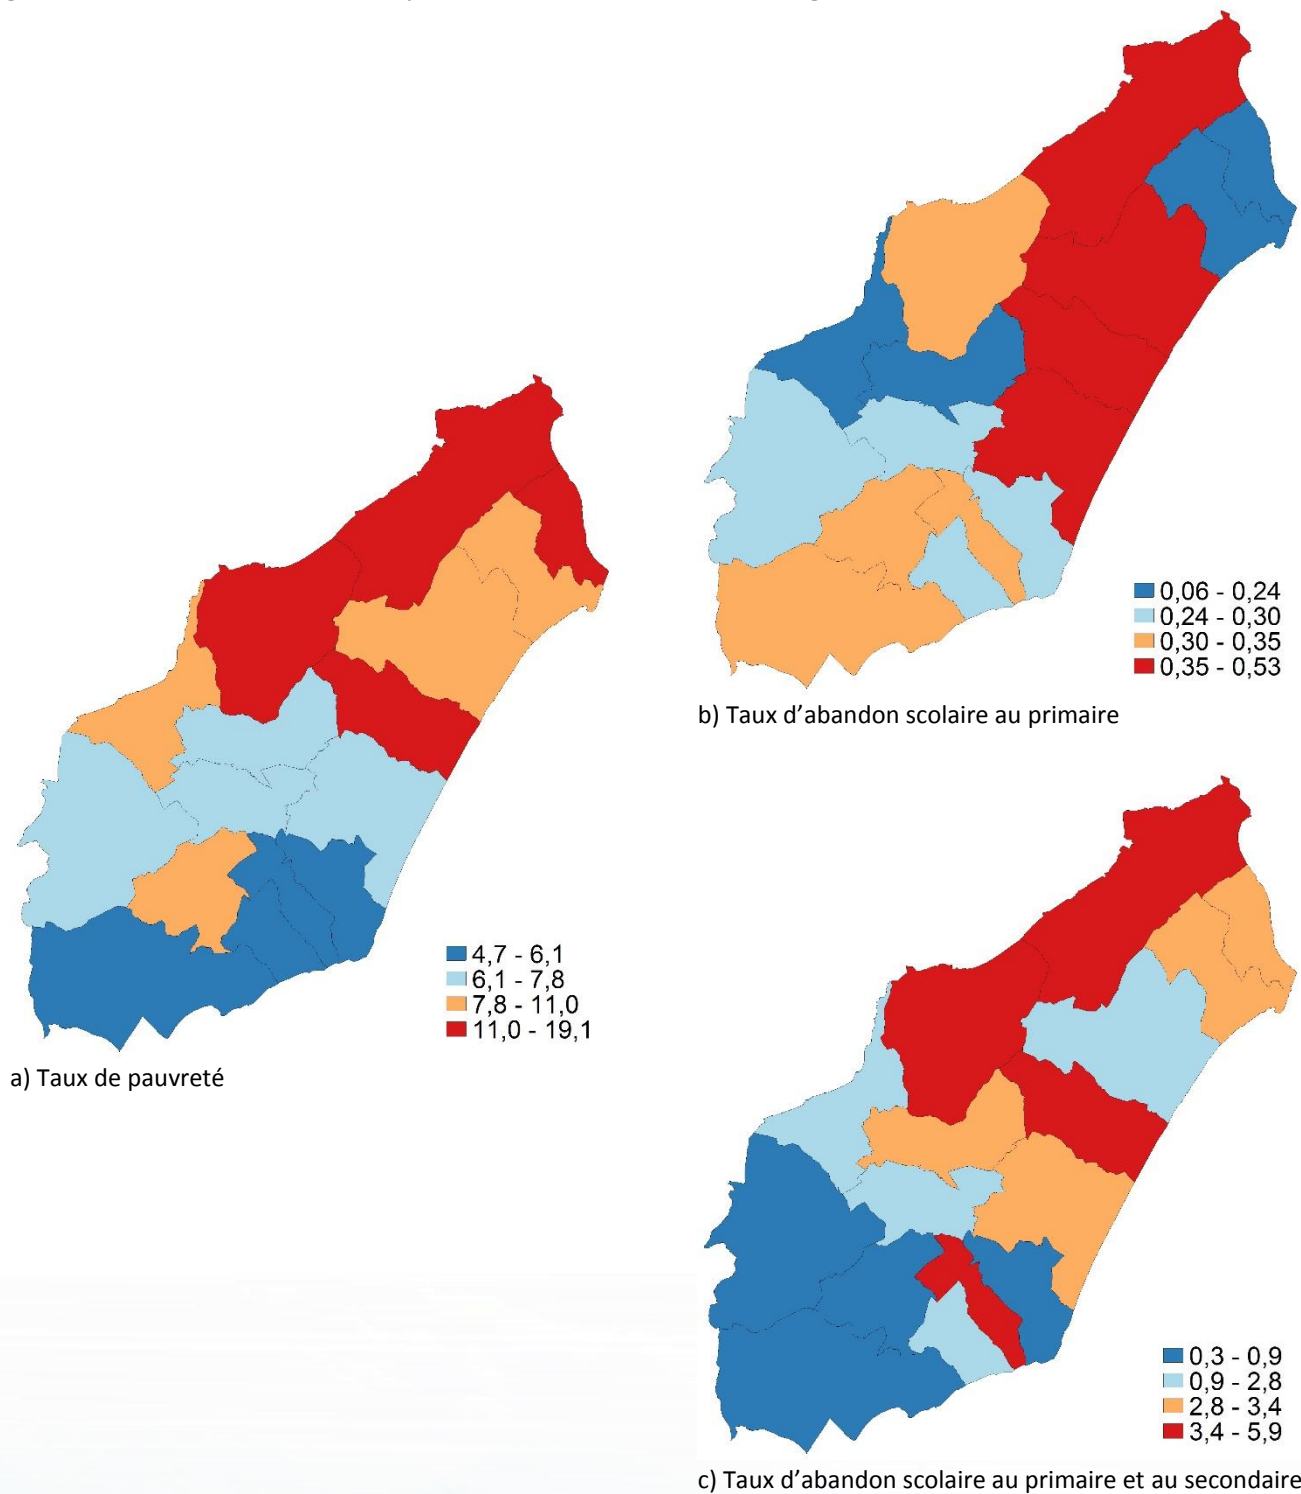 0,06 - 0,24
0,24 - 0,30
0,30 - 0,35
0,35 - 0,53
b) Taux d’abandon scolaire au primaire
4,7 - 6,1
6,1 - 7,8
7,8 - 11,0
11,0 - 19,1
a) Taux de pauvreté
0,3 - 0,9
0,9 - 2,8
2,8 - 3,4
3,4 - 5,9
c) Taux d’abandon scolaire au primaire et au secondaire